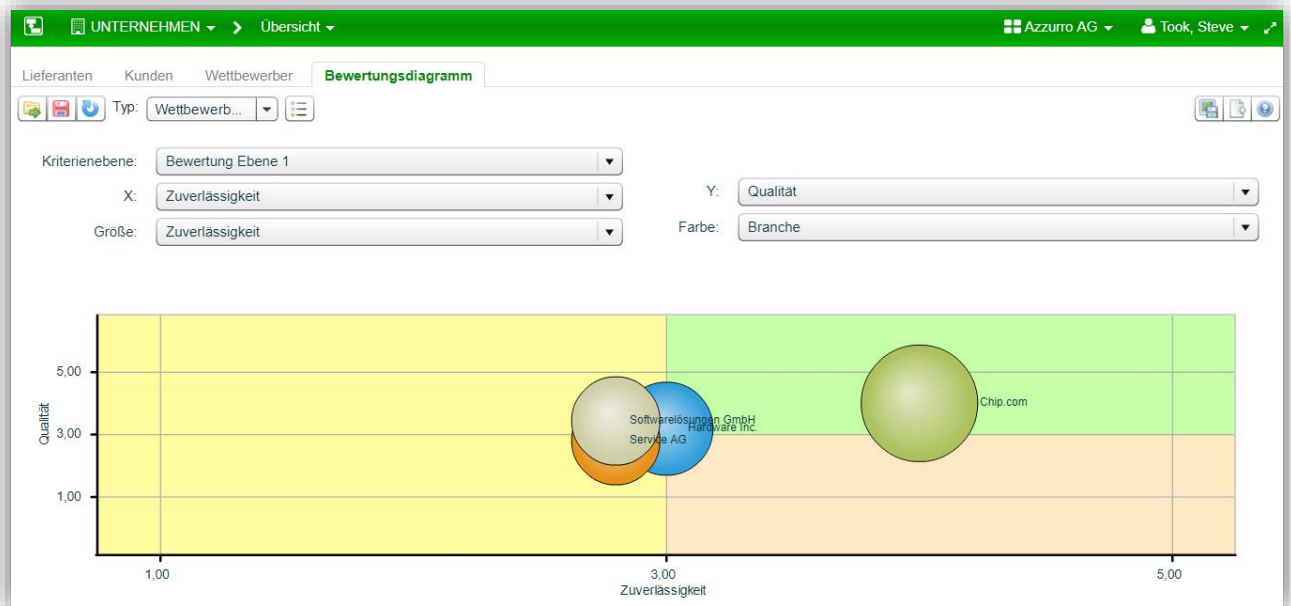 UNTERNEHMEN Übersicht Azzurro AG Took, Steve
Lieferanten Kunden Wettbewerber Bewertungsdiagramm
Typ: Wettbewerb...
Kriterienebene: Bewertung Ebene 1
X: Zuverlässigkeit Y: Qualität
Größe: Zuverlässigkeit Farbe: Branche
5,00
Chip.com
Softwarelösungen GmbH
Hardware Inc.
Qualität
3,00
Service AG
1,00
1,00 3,00 5,00
Zuverlässigkeit